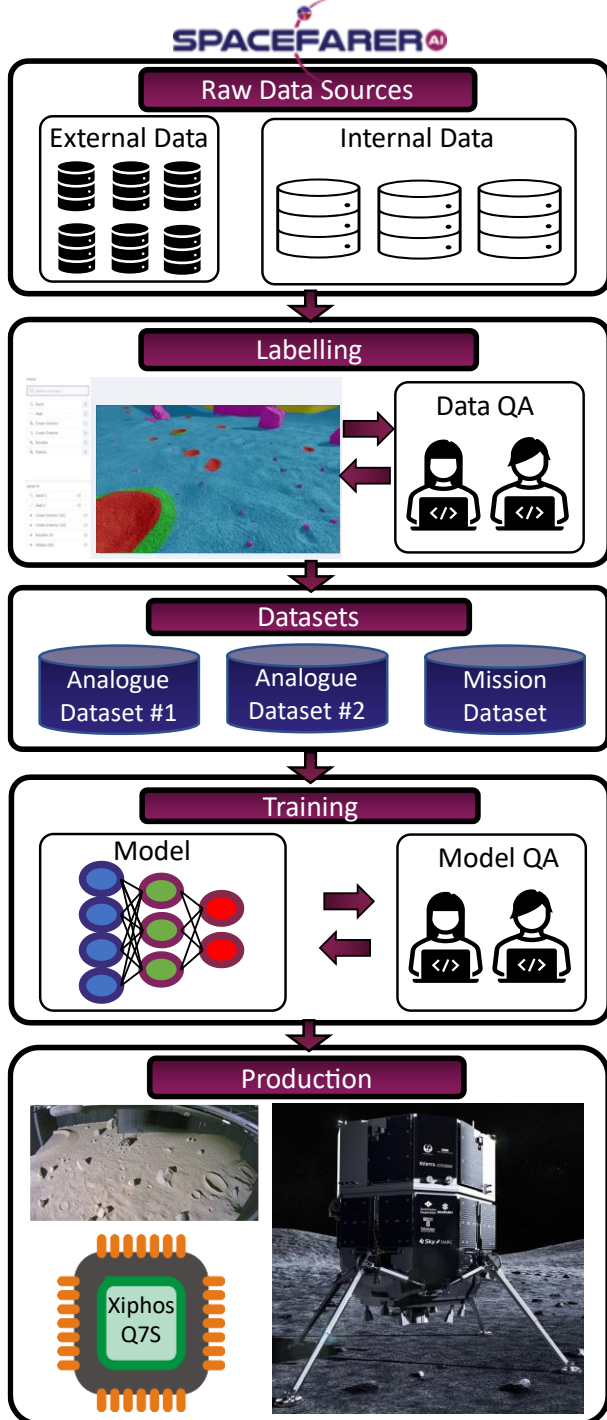 SPACEFARER AI
Raw Data Sources
External Data
Internal Data
Labelling
Data QA
</>
</>
Datasets
Analogue
Dataset #1
Analogue
Dataset #2
Mission
Dataset
Training
Model
Model QA
</>
</>
Production
Xiphos
Q7S
Sky